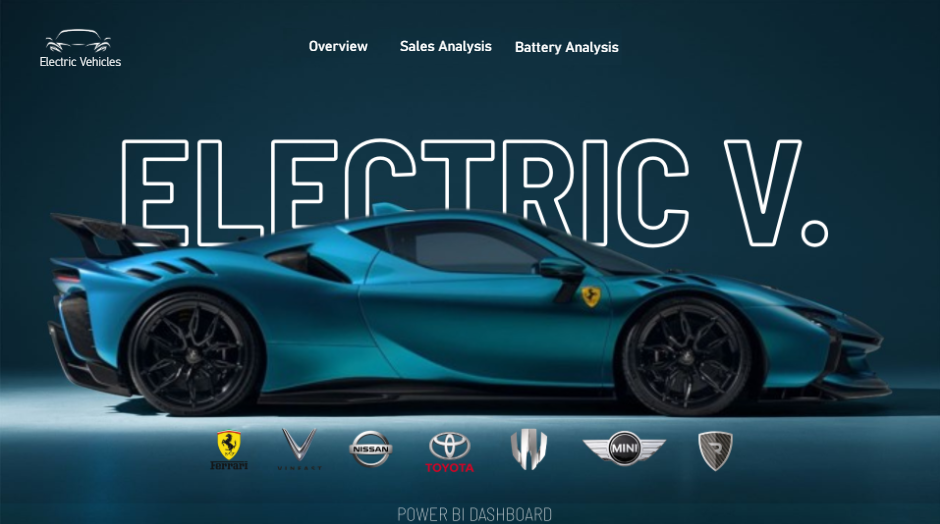 Overview Sales Analysis Battery Analysis
Electric Vehicles
ELECTRIC V.
Ferrari
VINFAST
NISSAN
TOYOTA
MINI
R
POWER BI DASHBOARD